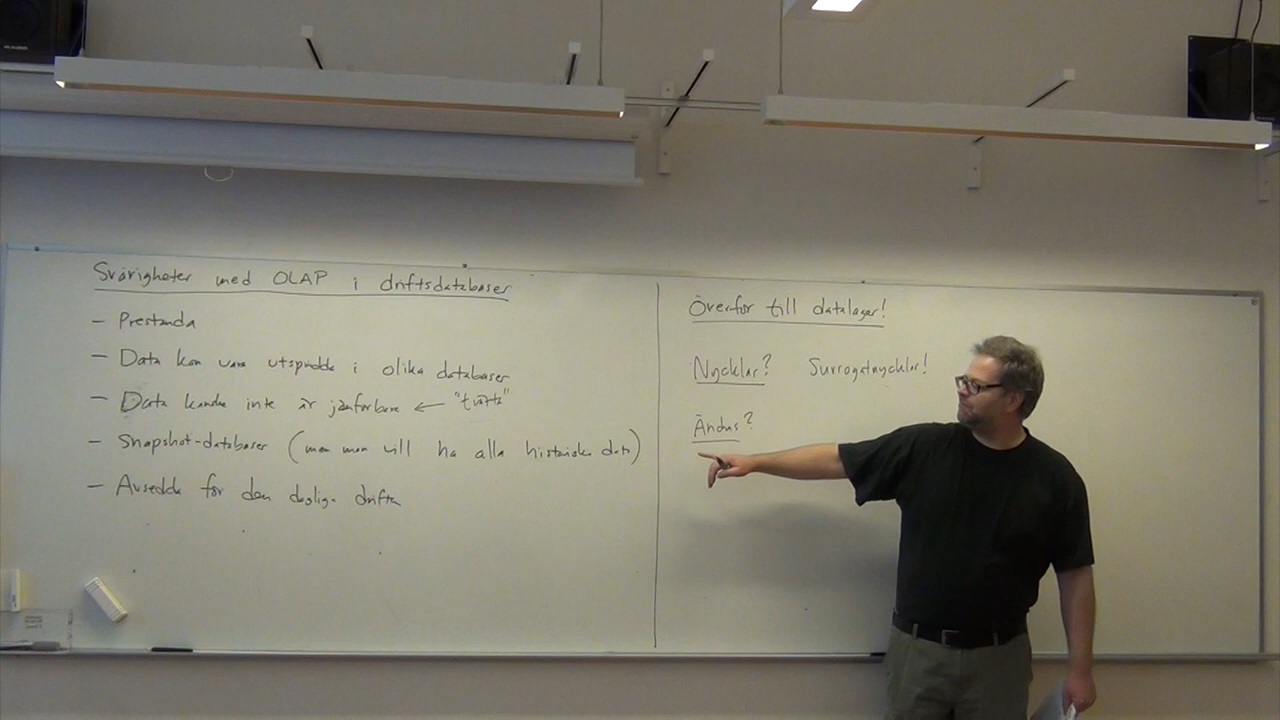 Svårigheter med OLAP i driftsdatabaser
- Prestanda
- Data kan vara utspridda i olika databaser
- Data kanske inte är jämförbara ← "tvätta"
- Snapshot-databaser (men man vill ha alla historiska data)
- Avsedda för den dagliga driften
Överför till datalager!
Nycklar? Surrogatnycklar!
Ändras?